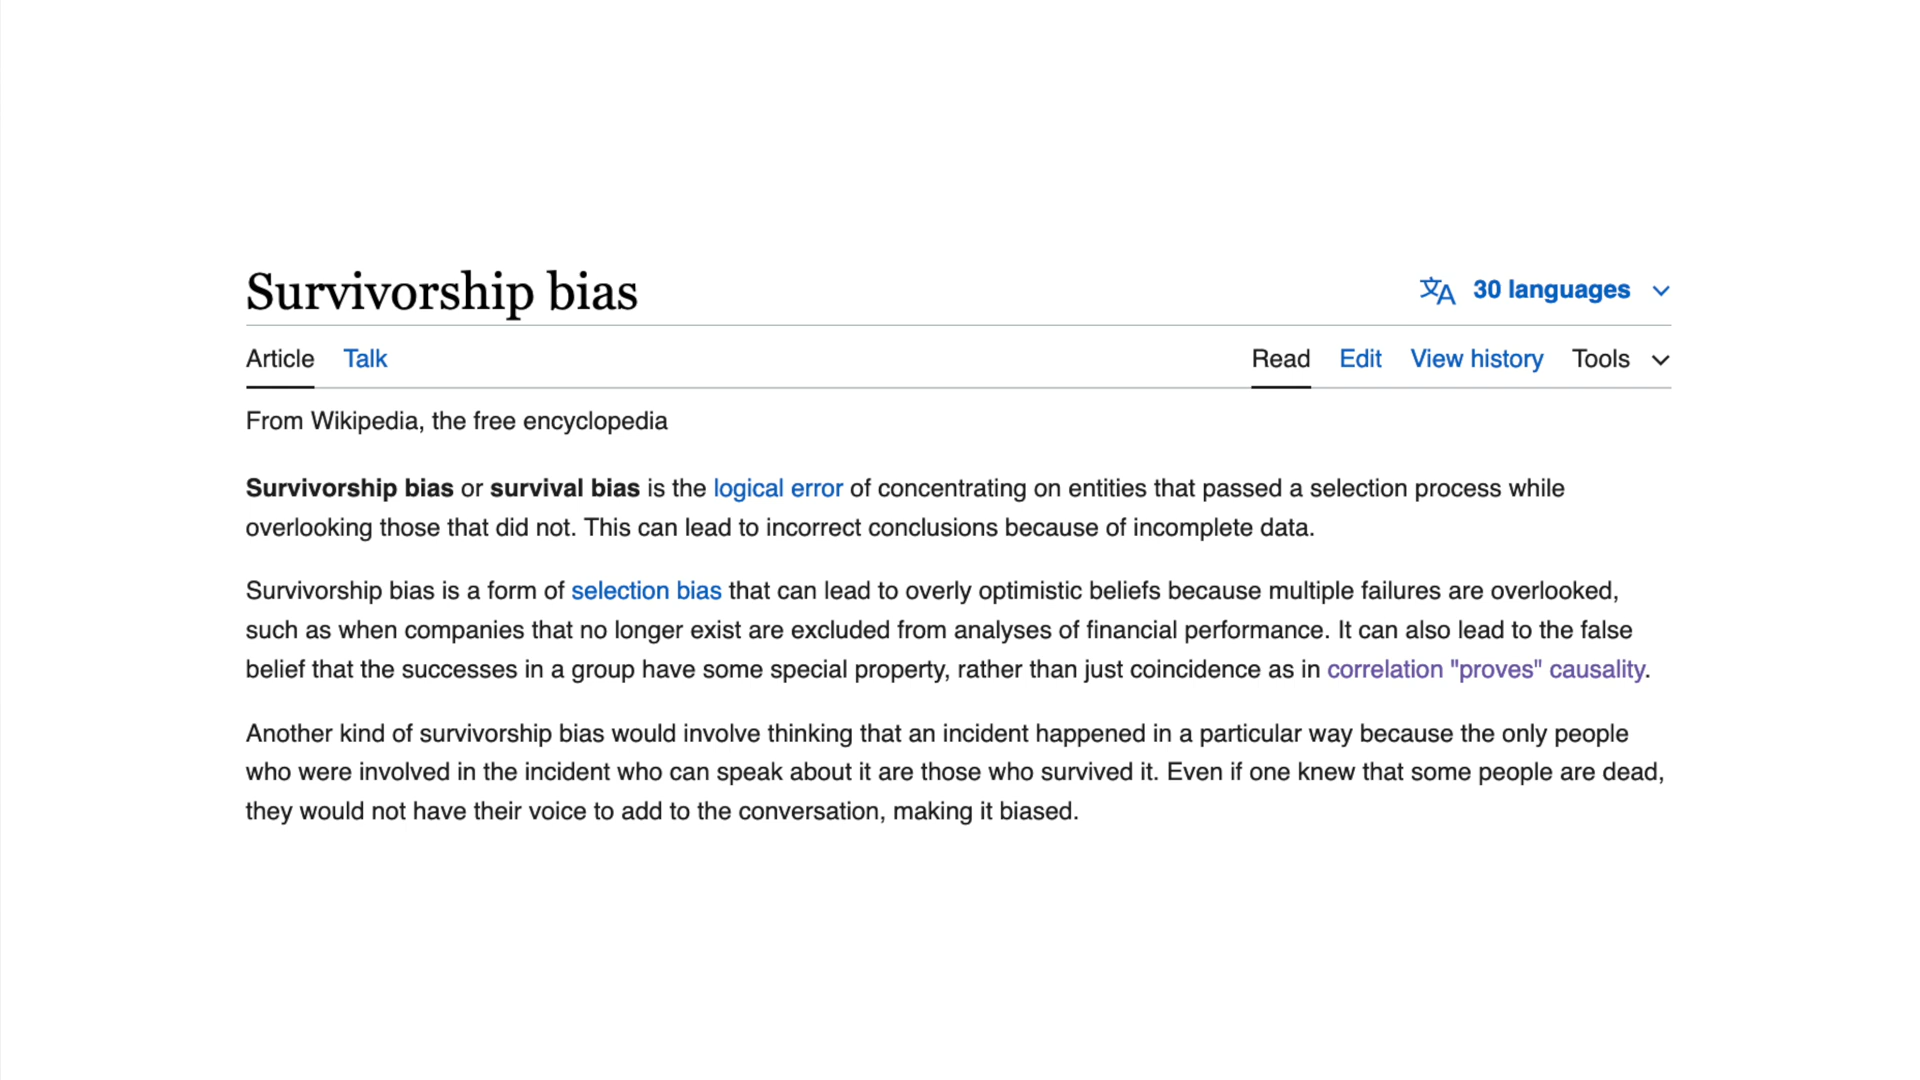 Survivorship bias
文A 30 languages
Article Talk Read Edit View history Tools
From Wikipedia, the free encyclopedia
Survivorship bias or survival bias is the logical error of concentrating on entities that passed a selection process while
overlooking those that did not. This can lead to incorrect conclusions because of incomplete data.
Survivorship bias is a form of selection bias that can lead to overly optimistic beliefs because multiple failures are overlooked,
such as when companies that no longer exist are excluded from analyses of financial performance. It can also lead to the false
belief that the successes in a group have some special property, rather than just coincidence as in correlation "proves" causality.
Another kind of survivorship bias would involve thinking that an incident happened in a particular way because the only people
who were involved in the incident who can speak about it are those who survived it. Even if one knew that some people are dead,
they would not have their voice to add to the conversation, making it biased.